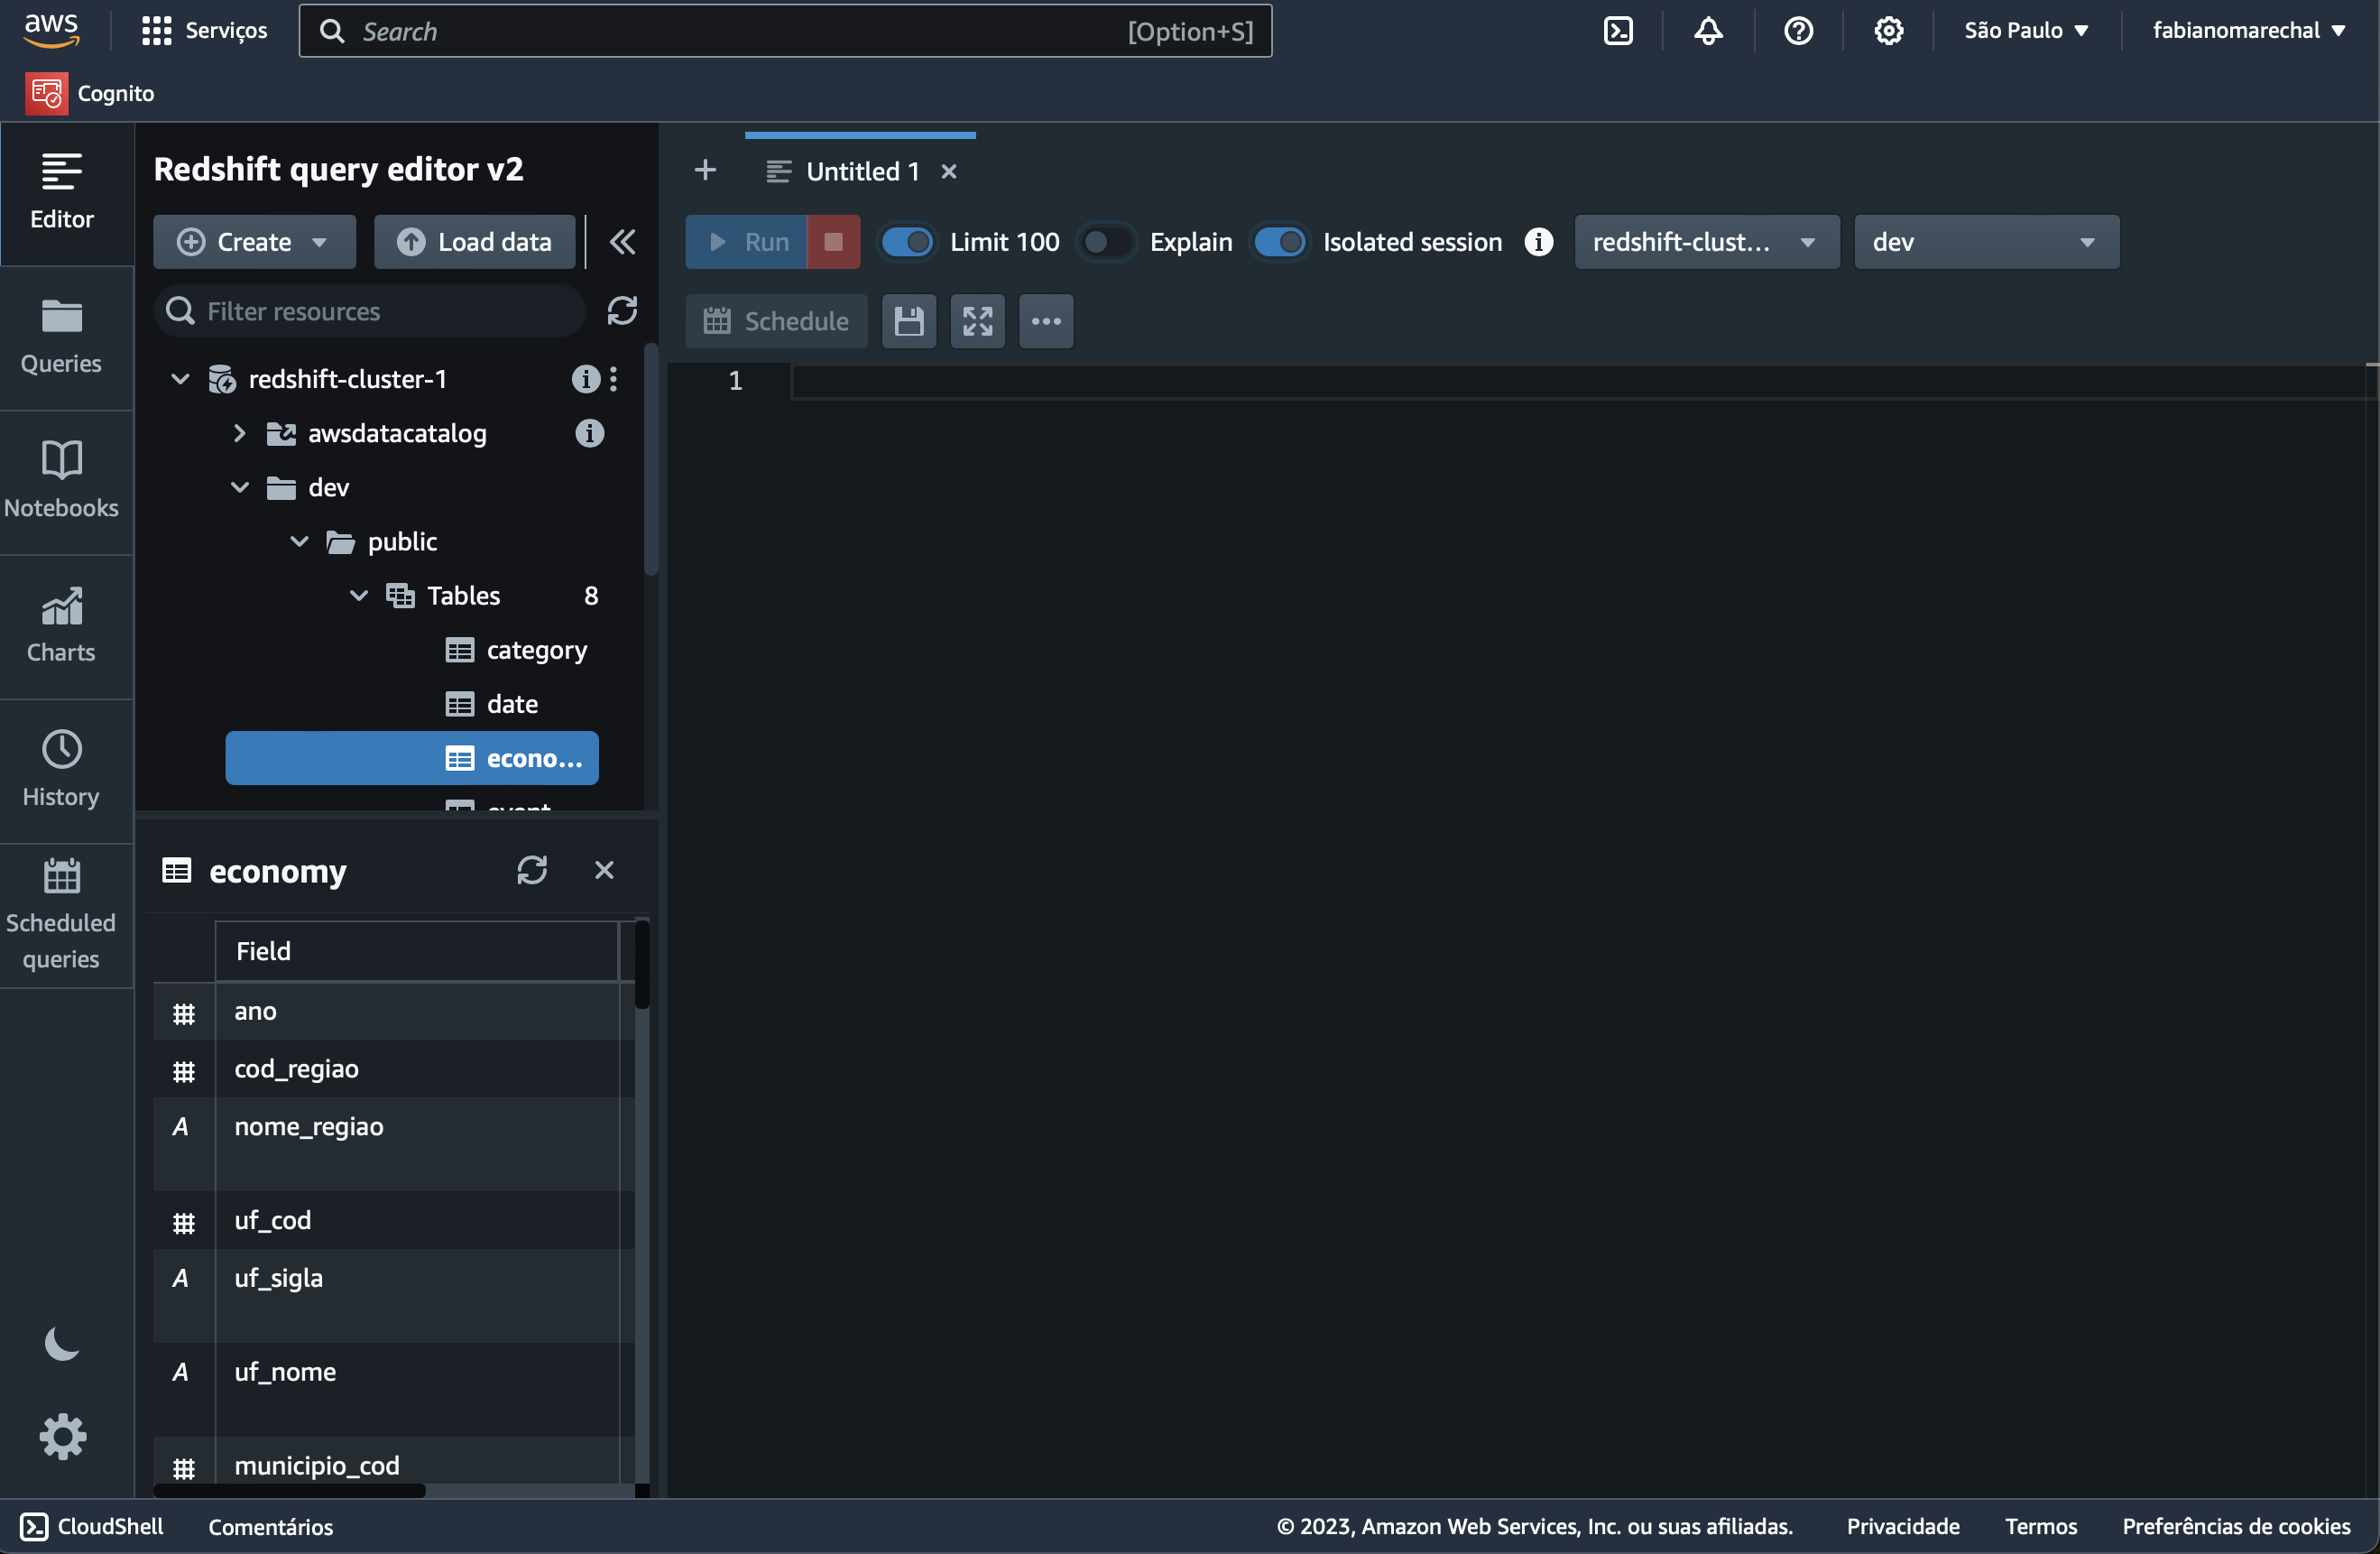 aws
Serviços
Search [Option+S]
São Paulo
fabianomarechal
Cognito
Editor
Queries
Notebooks
Charts
History
Scheduled
queries
Redshift query editor v2
Create
Load data
Filter resources
redshift-cluster-1
awsdatacatalog
dev
public
Tables 8
category
date
econo...
event
economy
Field
ano
cod_regiao
A nome_regiao
uf_cod
A uf_sigla
A uf_nome
municipio_cod
Untitled 1
Run
Limit 100
Explain
Isolated session
redshift-clust...
dev
Schedule
1
CloudShell
Comentários
© 2023, Amazon Web Services, Inc. ou suas afiliadas.
Privacidade
Termos
Preferências de cookies